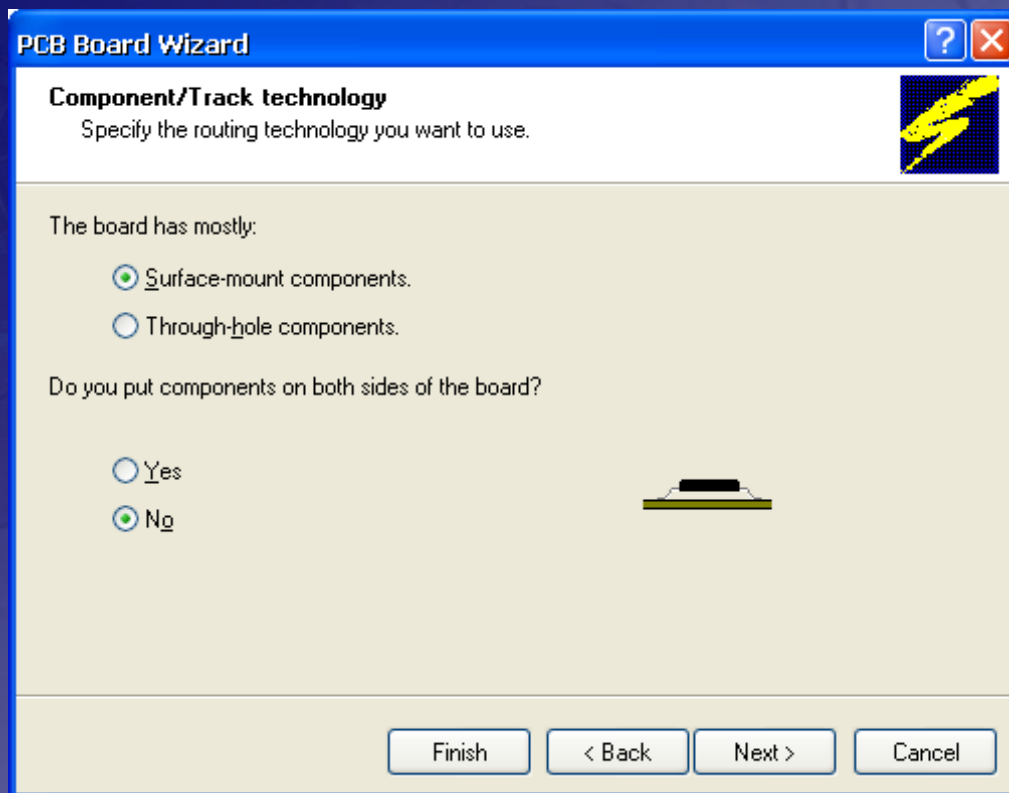 PCB Board Wizard
Component/Track technology
Specify the routing technology you want to use.
The board has mostly:
Surface-mount components.
Through-hole components.
Do you put components on both sides of the board?
Yes
No
Finish
< Back
Next >
Cancel